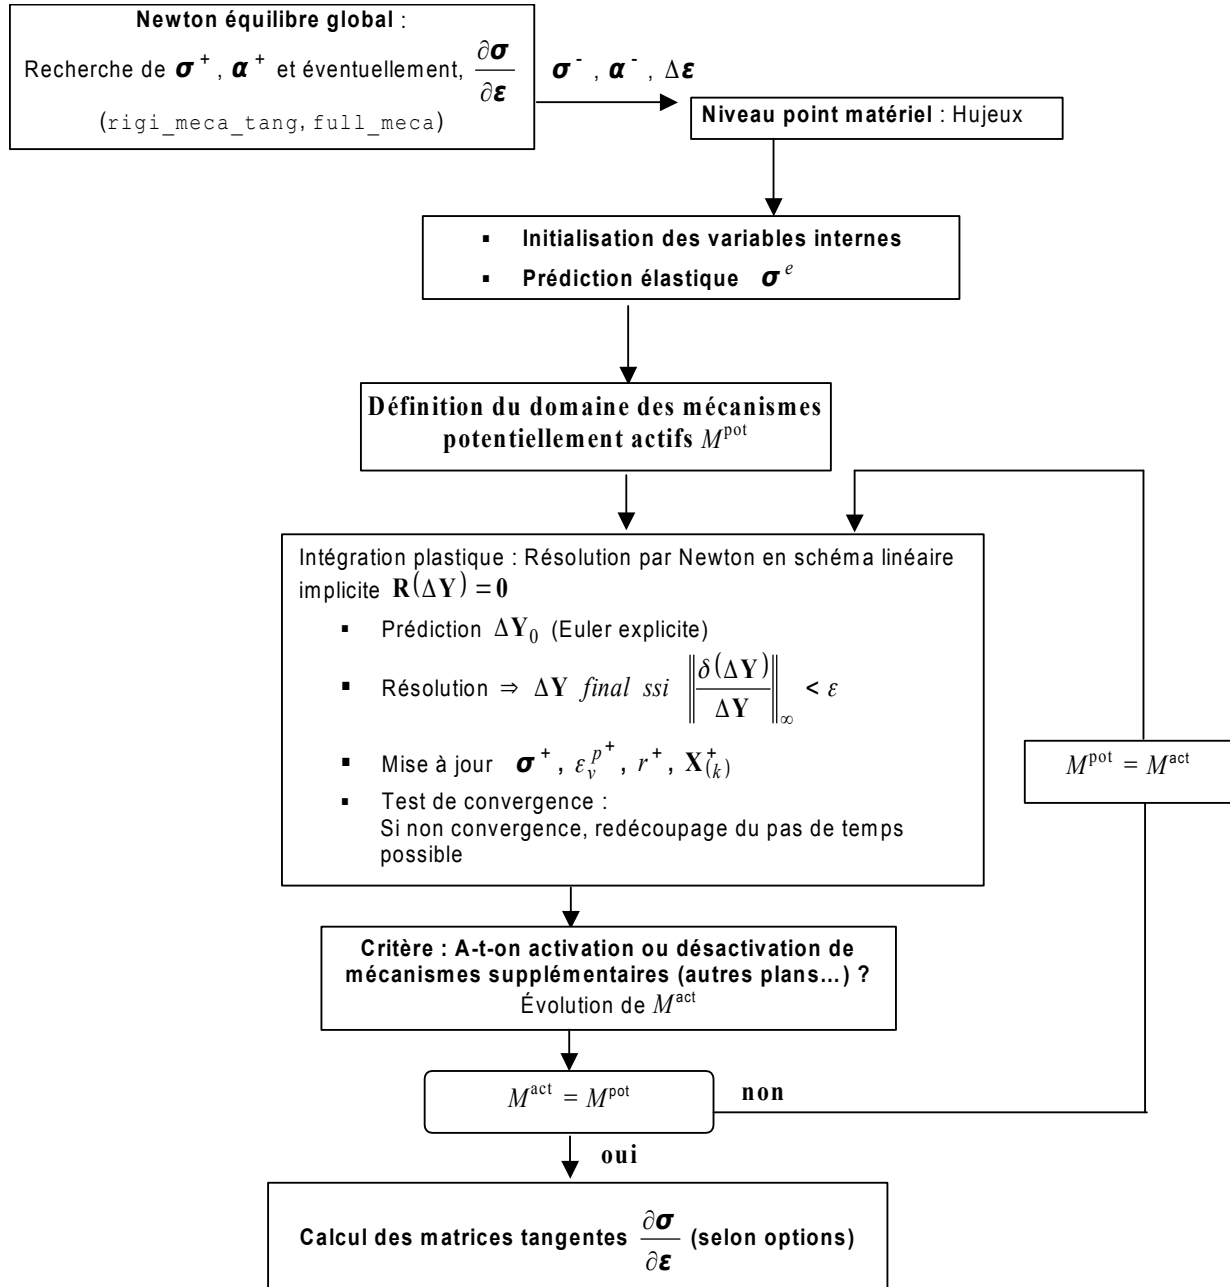 Newton équilibre global :
Recherche de σ⁺, α⁺ et éventuellement, ∂σ/∂ε
(rigi_meca_tang, full_meca)
σ⁻, α⁻, Δε
Niveau point matériel : Hujeux
▪ Initialisation des variables internes
▪ Prédiction élastique σᵉ
Définition du domaine des mécanismes
potentiellement actifs M^pot
Intégration plastique : Résolution par Newton en schéma linéaire
implicite R(ΔY) = 0
▪ Prédiction ΔY₀ (Euler explicite)
▪ Résolution ⇒ ΔY final ssi ‖δ(ΔY)/ΔY‖∞ < ε
▪ Mise à jour σ⁺, ε_v^p⁺, r⁺, X⁺_(k)
▪ Test de convergence :
Si non convergence, redécoupage du pas de temps
possible
M^pot = M^act
Critère : A-t-on activation ou désactivation de
mécanismes supplémentaires (autres plans…) ?
Évolution de M^act
M^act = M^pot
non
oui
Calcul des matrices tangentes ∂σ/∂ε (selon options)